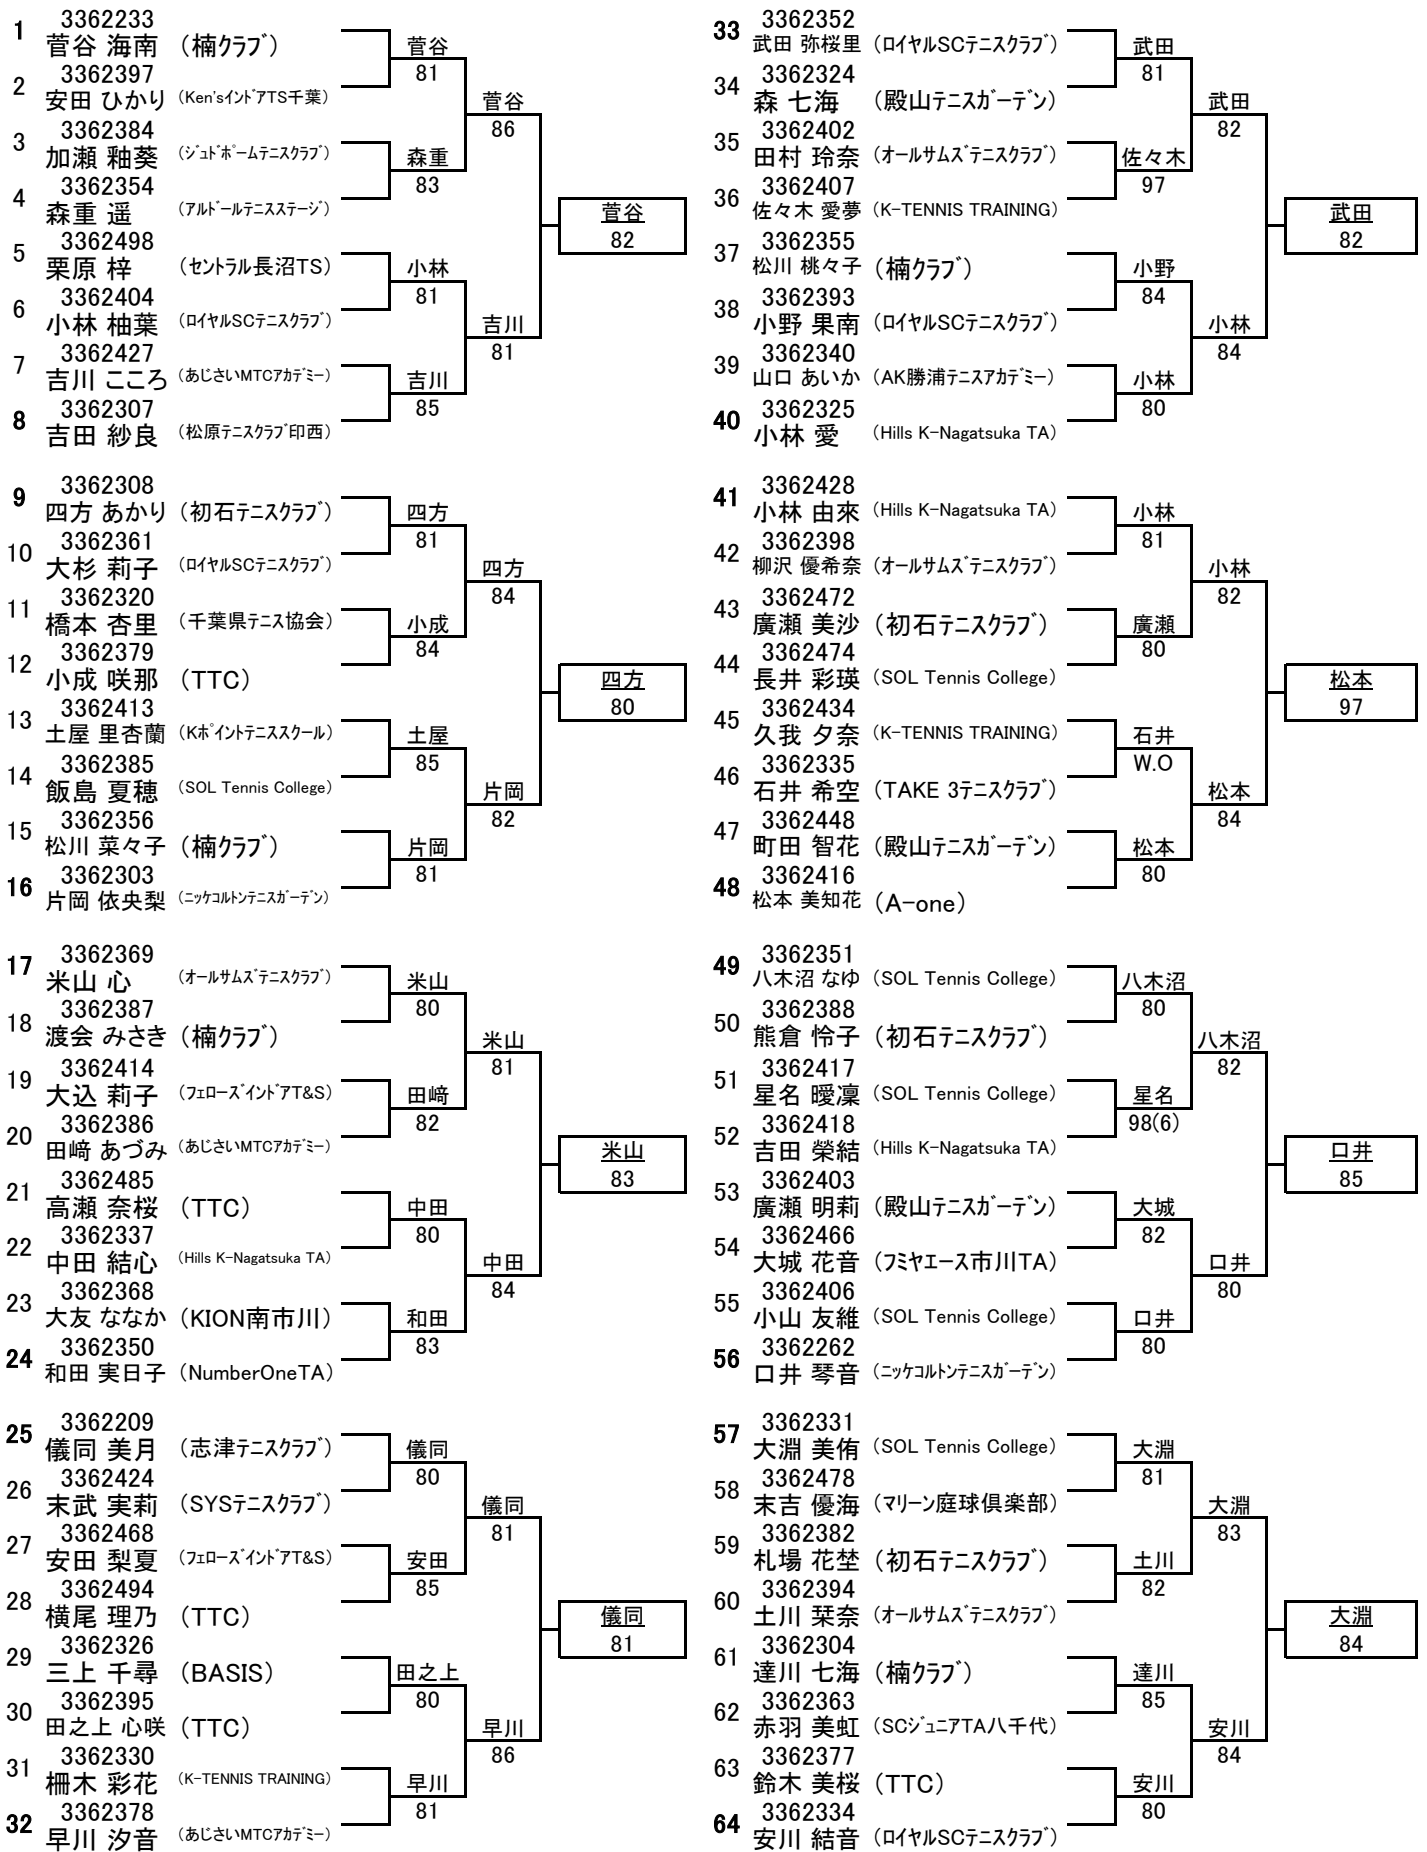 1 3362233
菅谷 海南 (楠クラブ)
2 3362397
安田 ひかり (Ken'sインドアTS千葉)
3 3362384
加瀬 釉葵 (ジュドポームテニスクラブ)
4 3362354
森重 遥 (アルドールテニスステージ)
5 3362498
栗原 梓 (セントラル長沼TS)
6 3362404
小林 柚葉 (ロイヤルSCテニスクラブ)
7 3362427
吉川 こころ (あじさいMTCアカデミー)
8 3362307
吉田 紗良 (松原テニスクラブ印西)
菅谷
81
森重
83
小林
81
吉川
85
菅谷
86
吉川
81
菅谷
82
9 3362308
四方 あかり (初石テニスクラブ)
10 3362361
大杉 莉子 (ロイヤルSCテニスクラブ)
11 3362320
橋本 杏里 (千葉県テニス協会)
12 3362379
小成 咲那 (TTC)
13 3362413
土屋 里杏蘭 (Kポイントテニススクール)
14 3362385
飯島 夏穂 (SOL Tennis College)
15 3362356
松川 菜々子 (楠クラブ)
16 3362303
片岡 依央梨 (ニッケコルトンテニスガーデン)
四方
81
小成
84
土屋
85
片岡
81
四方
84
片岡
82
四方
80
17 3362369
米山 心 (オールサムズテニスクラブ)
18 3362387
渡会 みさき (楠クラブ)
19 3362414
大込 莉子 (フェローズインドアT&S)
20 3362386
田﨑 あづみ (あじさいMTCアカデミー)
21 3362485
高瀬 奈桜 (TTC)
22 3362337
中田 結心 (Hills K-Nagatsuka TA)
23 3362368
大友 ななか (KION南市川)
24 3362350
和田 実日子 (NumberOneTA)
米山
80
田﨑
82
中田
80
和田
83
米山
81
中田
84
米山
83
25 3362209
儀同 美月 (志津テニスクラブ)
26 3362424
末武 実莉 (SYSテニスクラブ)
27 3362468
安田 梨夏 (フェローズインドアT&S)
28 3362494
横尾 理乃 (TTC)
29 3362326
三上 千尋 (BASIS)
30 3362395
田之上 心咲 (TTC)
31 3362330
柵木 彩花 (K-TENNIS TRAINING)
32 3362378
早川 汐音 (あじさいMTCアカデミー)
儀同
80
安田
85
田之上
80
早川
81
儀同
81
早川
86
儀同
81
33 3362352
武田 弥桜里 (ロイヤルSCテニスクラブ)
34 3362324
森 七海 (殿山テニスガーデン)
35 3362402
田村 玲奈 (オールサムズテニスクラブ)
36 3362407
佐々木 愛夢 (K-TENNIS TRAINING)
37 3362355
松川 桃々子 (楠クラブ)
38 3362393
小野 果南 (ロイヤルSCテニスクラブ)
39 3362340
山口 あいか (AK勝浦テニスアカデミー)
40 3362325
小林 愛 (Hills K-Nagatsuka TA)
武田
81
佐々木
97
小野
84
小林
80
武田
82
小林
84
武田
82
41 3362428
小林 由來 (Hills K-Nagatsuka TA)
42 3362398
柳沢 優希奈 (オールサムズテニスクラブ)
43 3362472
廣瀬 美沙 (初石テニスクラブ)
44 3362474
長井 彩瑛 (SOL Tennis College)
45 3362434
久我 夕奈 (K-TENNIS TRAINING)
46 3362335
石井 希空 (TAKE 3テニスクラブ)
47 3362448
町田 智花 (殿山テニスガーデン)
48 3362416
松本 美知花 (A-one)
小林
81
廣瀬
80
石井
W.O
松本
80
小林
82
松本
84
松本
97
49 3362351
八木沼 なゆ (SOL Tennis College)
50 3362388
熊倉 怜子 (初石テニスクラブ)
51 3362417
星名 曖凜 (SOL Tennis College)
52 3362418
吉田 榮結 (Hills K-Nagatsuka TA)
53 3362403
廣瀬 明莉 (殿山テニスガーデン)
54 3362466
大城 花音 (フミヤエース市川TA)
55 3362406
小山 友維 (SOL Tennis College)
56 3362262
口井 琴音 (ニッケコルトンテニスガーデン)
八木沼
80
星名
98(6)
大城
82
口井
80
八木沼
82
口井
80
口井
85
57 3362331
大淵 美侑 (SOL Tennis College)
58 3362478
末吉 優海 (マリーン庭球倶楽部)
59 3362382
札場 花埜 (初石テニスクラブ)
60 3362394
土川 栞奈 (オールサムズテニスクラブ)
61 3362304
達川 七海 (楠クラブ)
62 3362363
赤羽 美虹 (SCジュニアTA八千代)
63 3362377
鈴木 美桜 (TTC)
64 3362334
安川 結音 (ロイヤルSCテニスクラブ)
大淵
81
土川
82
達川
85
安川
80
大淵
83
安川
84
大淵
84